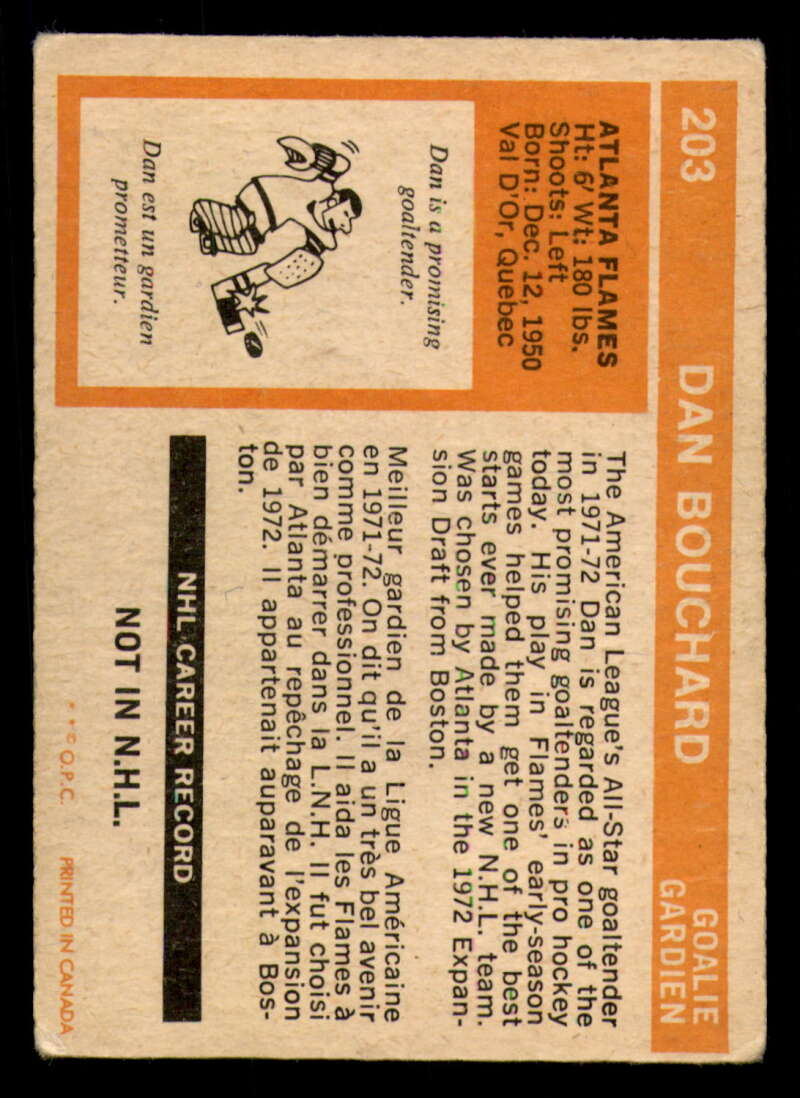 203
DAN BOUCHARD
GOALIE
GARDIEN
ATLANTA FLAMES
Ht: 6' Wt: 180 lbs.
Shoots: Left
Born: Dec. 12, 1950
Val D'Or, Quebec
Dan is a promising
goaltender.
Dan est un gardien
prometteur.
The American League's All-Star goaltender
in 1971-72 Dan is regarded as one of the
most promising goaltenders in pro hockey
today. His play in Flames' early-season
games helped them get one of the best
starts ever made by a new N.H.L. team.
Was chosen by Atlanta in the 1972 Expan-
sion Draft from Boston.
Meilleur gardien de la Ligue Américaine
en 1971-72. On dit qu'il a un très bel avenir
comme professionnel. Il aida les Flames à
bien démarrer dans la L.N.H. Il fut choisi
par Atlanta au repêchage de l'expansion
de 1972. Il appartenait auparavant à Bos-
ton.
NHL CAREER RECORD
NOT IN N.H.L.
* * © O.P.C. PRINTED IN CANADA